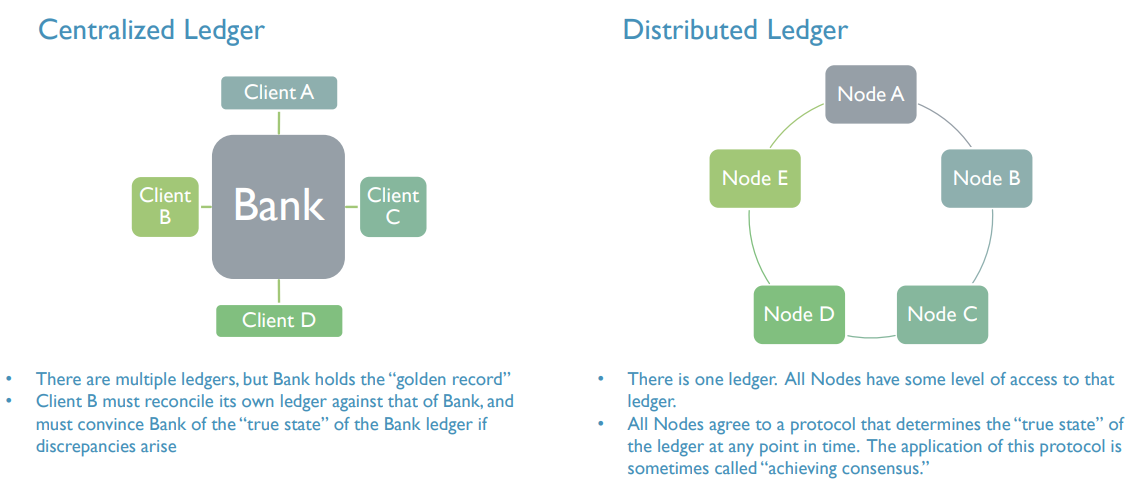 Centralized Ledger
Client A
Client
B
Bank
Client
C
Client D
• There are multiple ledgers, but Bank holds the “golden record”
• Client B must reconcile its own ledger against that of Bank, and
must convince Bank of the “true state” of the Bank ledger if
discrepancies arise
Distributed Ledger
Node A
Node E
Node B
Node D
Node C
• There is one ledger. All Nodes have some level of access to that
ledger.
• All Nodes agree to a protocol that determines the “true state” of
the ledger at any point in time. The application of this protocol is
sometimes called “achieving consensus.”